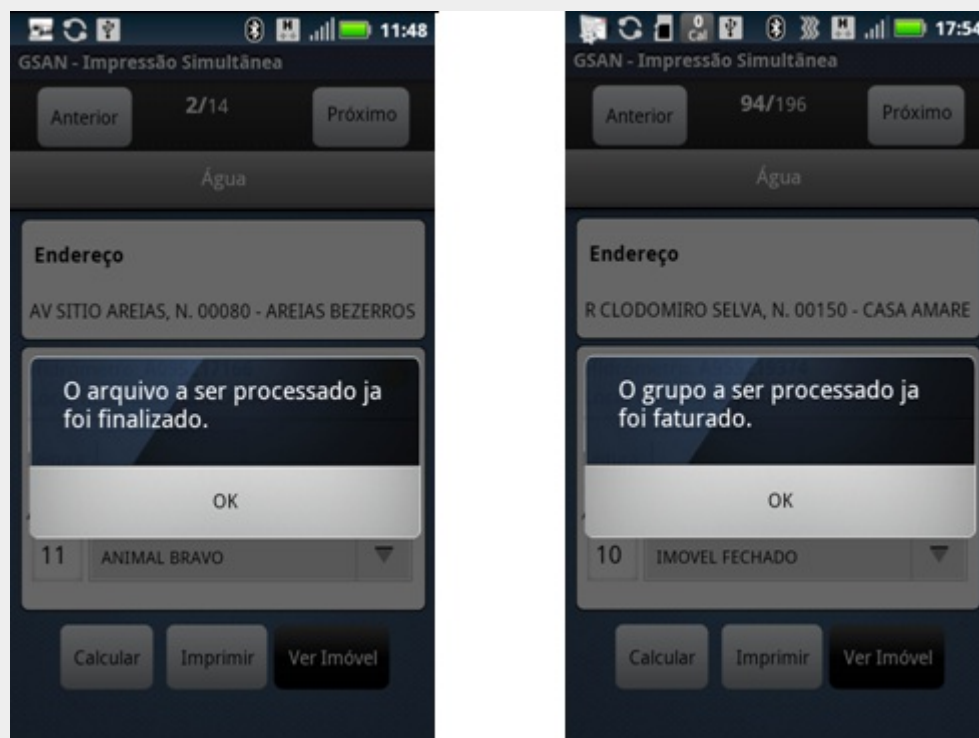 11:48
GSAN - Impressão Simultânea
Anterior
2/14
Próximo
Água
Endereço
AV SITIO AREIAS, N. 00080 - AREIAS BEZERROS
O arquivo a ser processado ja
foi finalizado.
OK
11
ANIMAL BRAVO
Calcular
Imprimir
Ver Imóvel
0
Cal
17:54
GSAN - Impressão Simultânea
Anterior
94/196
Próximo
Água
Endereço
R CLODOMIRO SELVA, N. 00150 - CASA AMARE
O grupo a ser processado ja
foi faturado.
OK
10
IMOVEL FECHADO
Calcular
Imprimir
Ver Imóvel